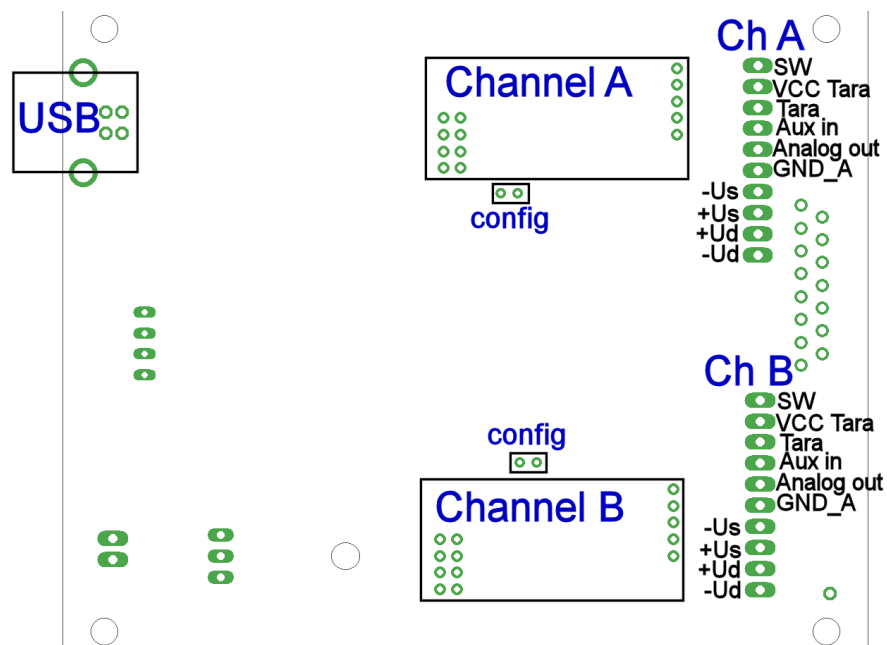 USB
Channel A
config
Ch A
SW
VCC Tara
Tara
Aux in
Analog out
GND_A
-Us
+Us
+Ud
-Ud
config
Channel B
Ch B
SW
VCC Tara
Tara
Aux in
Analog out
GND_A
-Us
+Us
+Ud
-Ud